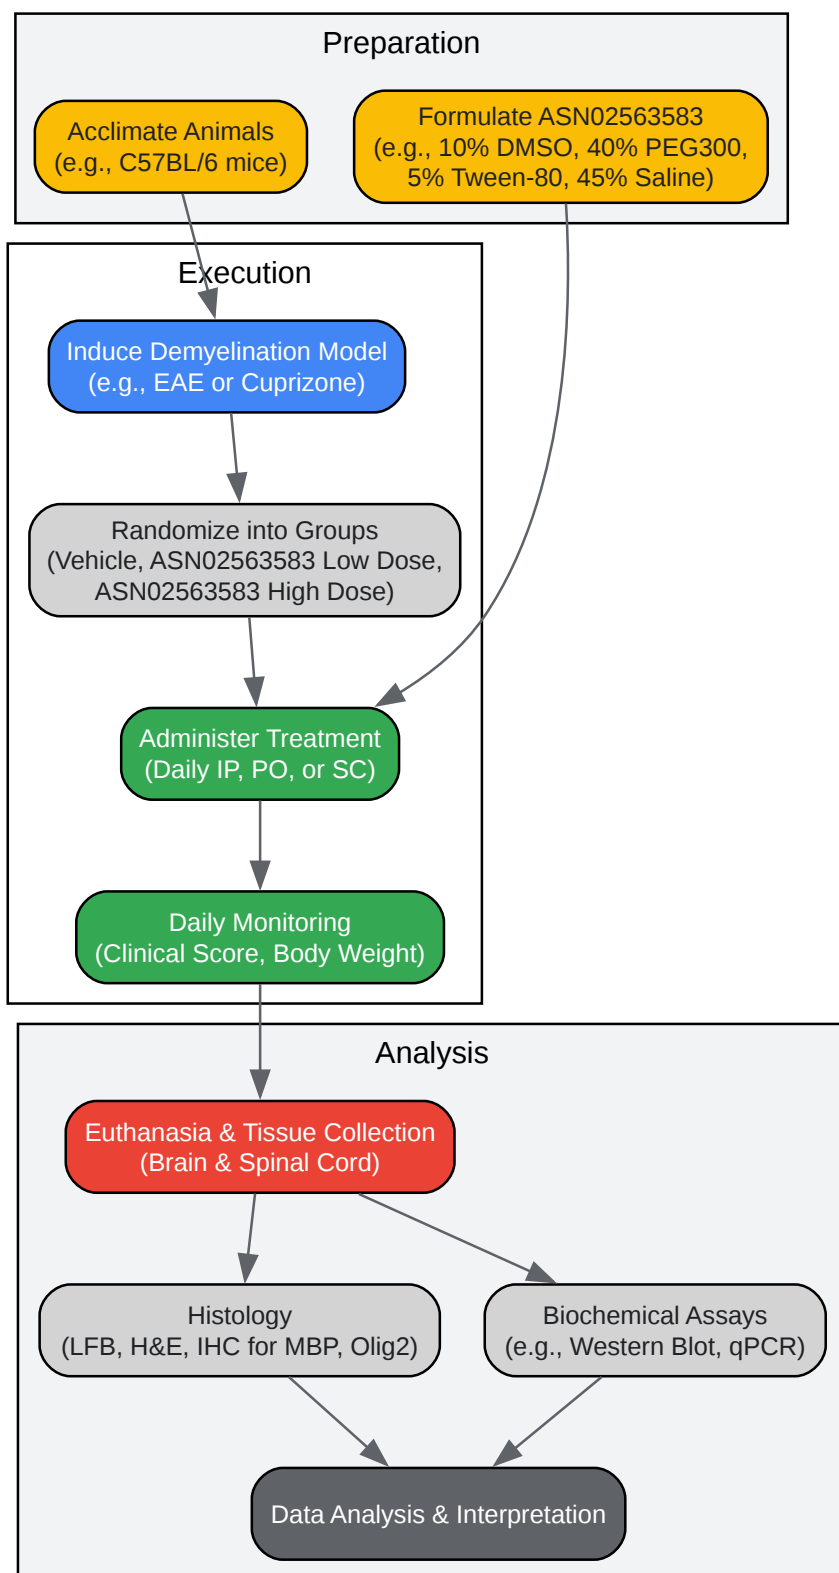 Preparation
Acclimate Animals
(e.g., C57BL/6 mice)
Formulate ASN02563583
(e.g., 10% DMSO, 40% PEG300,
5% Tween-80, 45% Saline)
Execution
Induce Demyelination Model
(e.g., EAE or Cuprizone)
Randomize into Groups
(Vehicle, ASN02563583 Low Dose,
ASN02563583 High Dose)
Administer Treatment
(Daily IP, PO, or SC)
Daily Monitoring
(Clinical Score, Body Weight)
Analysis
Euthanasia & Tissue Collection
(Brain & Spinal Cord)
Histology
(LFB, H&E, IHC for MBP, Olig2)
Biochemical Assays
(e.g., Western Blot, qPCR)
Data Analysis & Interpretation